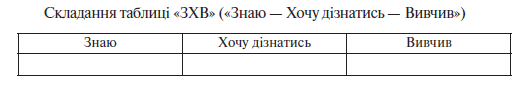 Складання таблиці «ЗХВ» («Знаю — Хочу дізнатись — Вивчив»)
Знаю Хочу дізнатись Вивчив